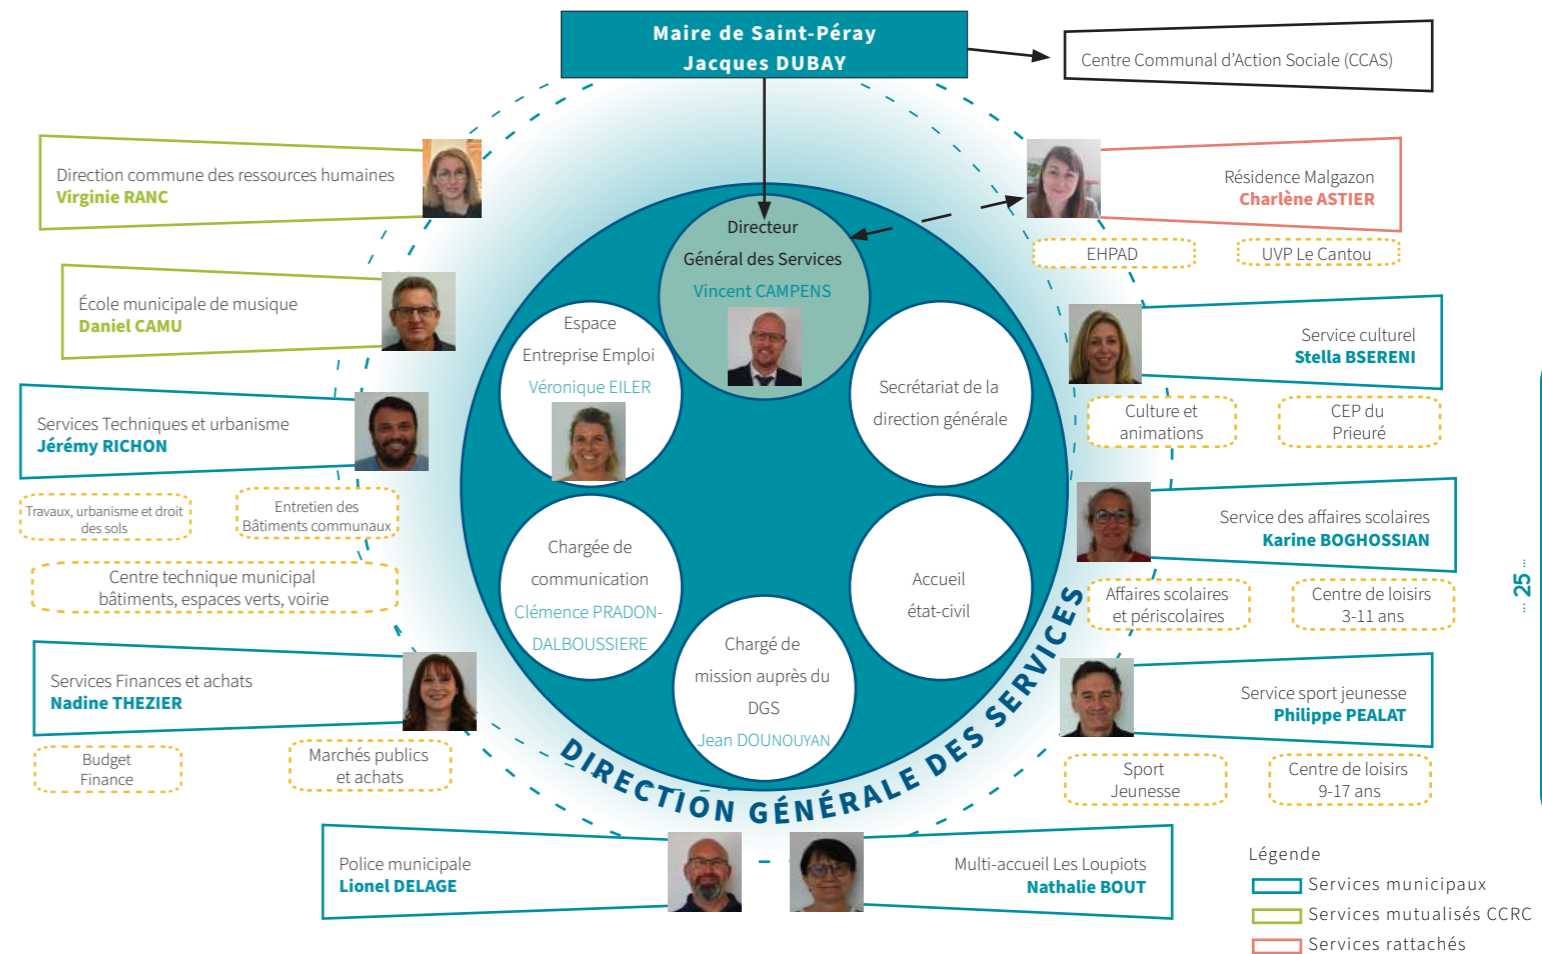 Maire de Saint-Péray
Jacques DUBAY
Centre Communal d'Action Sociale (CCAS)
Direction commune des ressources humaines
Virginie RANC
École municipale de musique
Daniel CAMU
Services Techniques et urbanisme
Jérémy RICHON
Travaux, urbanisme et droit
des sols
Entretien des
Bâtiments communaux
Centre technique municipal
bâtiments, espaces verts, voirie
Services Finances et achats
Nadine THEZIER
Budget
Finance
Marchés publics
et achats
Police municipale
Lionel DELAGE
Directeur
Général des Services
Vincent CAMPENS
Espace
Entreprise Emploi
Véronique EILER
Secrétariat de la
direction générale
Chargée de
communication
Clémence PRADON-
DALBOUSSIERE
Accueil
état-civil
Chargé de
mission auprès du
DGS
Jean DOUNOUYAN
DIRECTION GÉNÉRALE DES SERVICES
Résidence Malgazon
Charlène ASTIER
EHPAD
UVP Le Cantou
Service culturel
Stella BSERENI
Culture et
animations
CEP du
Prieuré
Service des affaires scolaires
Karine BOGHOSSIAN
Affaires scolaires
et périscolaires
Centre de loisirs
3-11 ans
Service sport jeunesse
Philippe PEALAT
Sport
Jeunesse
Centre de loisirs
9-17 ans
Multi-accueil Les Loupiots
Nathalie BOUT
Légende
Services municipaux
Services mutualisés CCRC
Services rattachés
... 25 ...